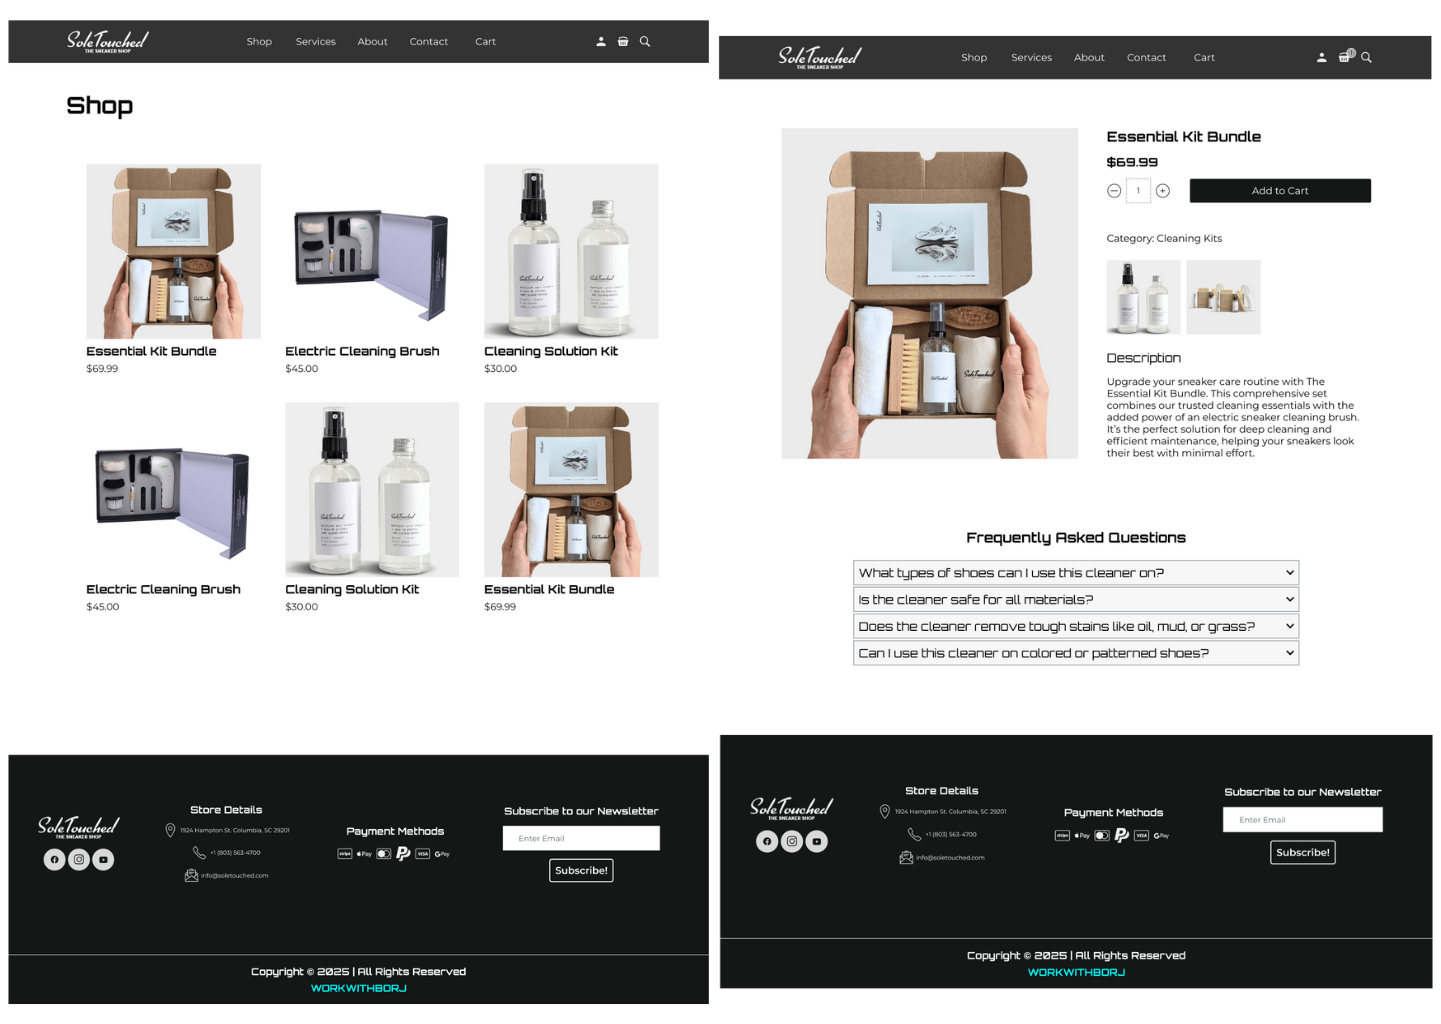 SoleTouched
THE SNEAKER SHOP
Shop
Services
About
Contact
Cart
Shop
Essential Kit Bundle
$69.99
Electric Cleaning Brush
$45.00
Cleaning Solution Kit
$30.00
Electric Cleaning Brush
$45.00
Cleaning Solution Kit
$30.00
Essential Kit Bundle
$69.99
SoleTouched
THE SNEAKER SHOP
Store Details
1924 Hampton St. Columbia, SC 29201
+1 (803) 563-4700
info@soletouched.com
Payment Methods
stripe
Pay
VISA
G Pay
Subscribe to our Newsletter
Enter Email
Subscribe!
Copyright © 2025 | All Rights Reserved
WORKWITHBORJ
SoleTouched
THE SNEAKER SHOP
Shop
Services
About
Contact
Cart
SoleTouched
SoleTouched
Essential Kit Bundle
$69.99
1
Add to Cart
Category: Cleaning Kits
Description
Upgrade your sneaker care routine with The
Essential Kit Bundle. This comprehensive set
combines our trusted cleaning essentials with the
added power of an electric sneaker cleaning brush.
It's the perfect solution for deep cleaning and
efficient maintenance, helping your sneakers look
their best with minimal effort.
Frequently Asked Questions
What types of shoes can I use this cleaner on?
Is the cleaner safe for all materials?
Does the cleaner remove tough stains like oil, mud, or grass?
Can I use this cleaner on colored or patterned shoes?
SoleTouched
THE SNEAKER SHOP
Store Details
1924 Hampton St. Columbia, SC 29201
+1 (803) 563-4700
info@soletouched.com
Payment Methods
stripe
Pay
VISA
G Pay
Subscribe to our Newsletter
Enter Email
Subscribe!
Copyright © 2025 | All Rights Reserved
WORKWITHBORJ